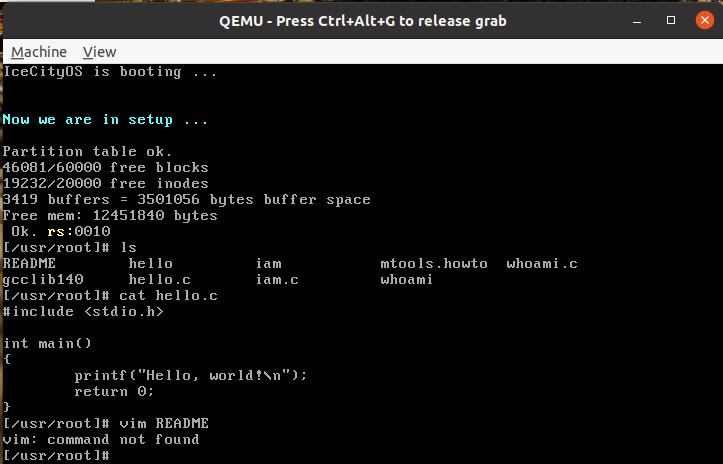 QEMU - Press Ctrl+Alt+G to release grab
Machine View
IceCityOS is booting ...
Now we are in setup ...
Partition table ok.
46081/60000 free blocks
19232/20000 free inodes
3419 buffers = 3501056 bytes buffer space
Free mem: 12451840 bytes
 Ok. rs:0010
[/usr/root]# ls
README hello iam mtools.howto whoami.c
gcclib140 hello.c iam.c whoami
[/usr/root]# cat hello.c
#include <stdio.h>
int main()
{
        printf("Hello, world!\n");
        return 0;
}
[/usr/root]# vim README
vim: command not found
[/usr/root]#